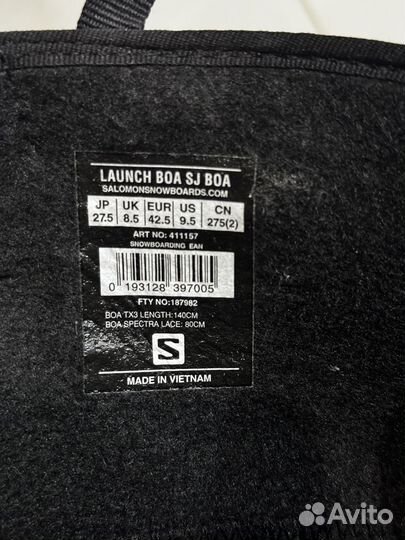 LAUNCH BOA SJ BOA
SALOMONSNOWBOARDS.COM
JP UK EUR US CN
27.5 8.5 42.5 9.5 275(2)
ART NO: 411157
SNOWBOARDING EAN
0 193128 397005
FTY NO:187982
BOA TX3 LENGTH:140CM
BOA SPECTRA LACE: 80CM
S
MADE IN VIETNAM
Avito